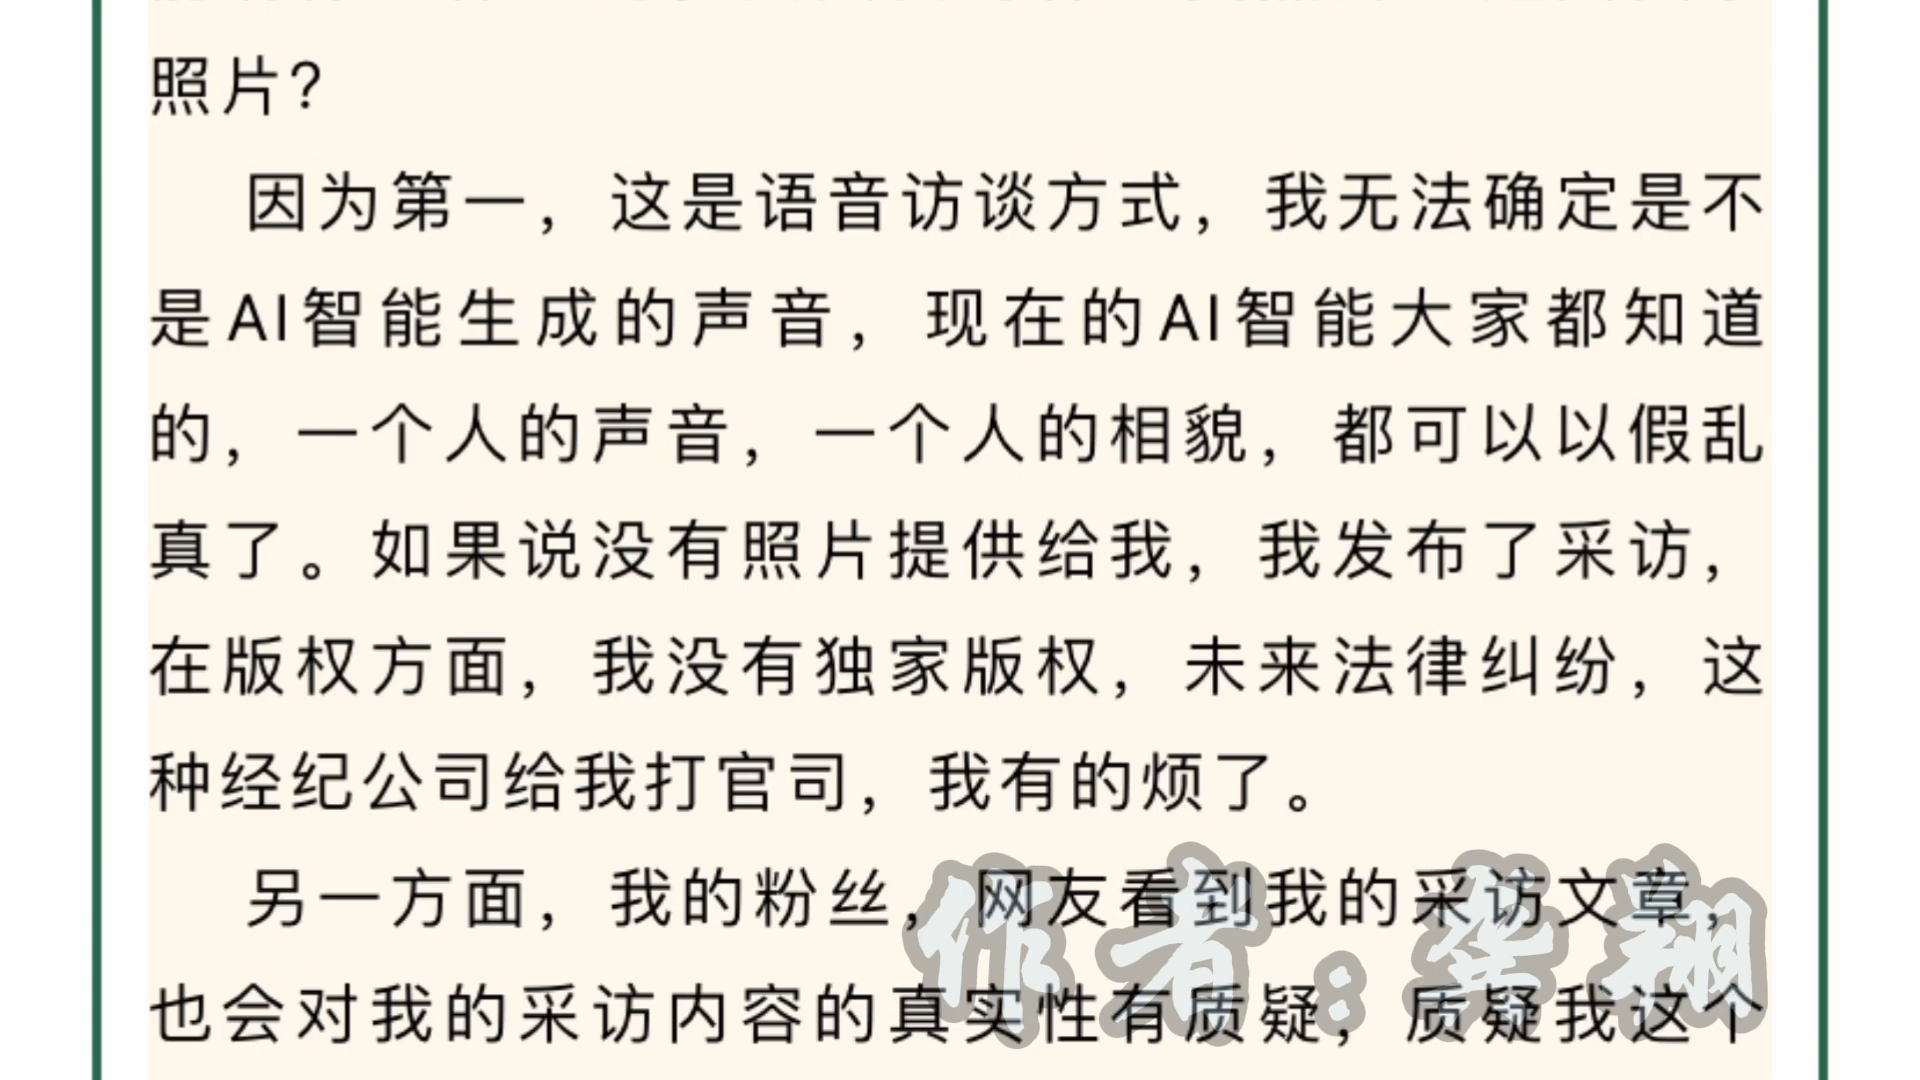 照片？
因为第一，这是语音访谈方式，我无法确定是不
是AI智能生成的声音，现在的AI智能大家都知道
的，一个人的声音，一个人的相貌，都可以以假乱
真了。如果说没有照片提供给我，我发布了采访，
在版权方面，我没有独家版权，未来法律纠纷，这
种经纪公司给我打官司，我有的烦了。
另一方面，我的粉丝，网友看到我的采访文章，
也会对我的采访内容的真实性有质疑，质疑我这个
作者：龚翔